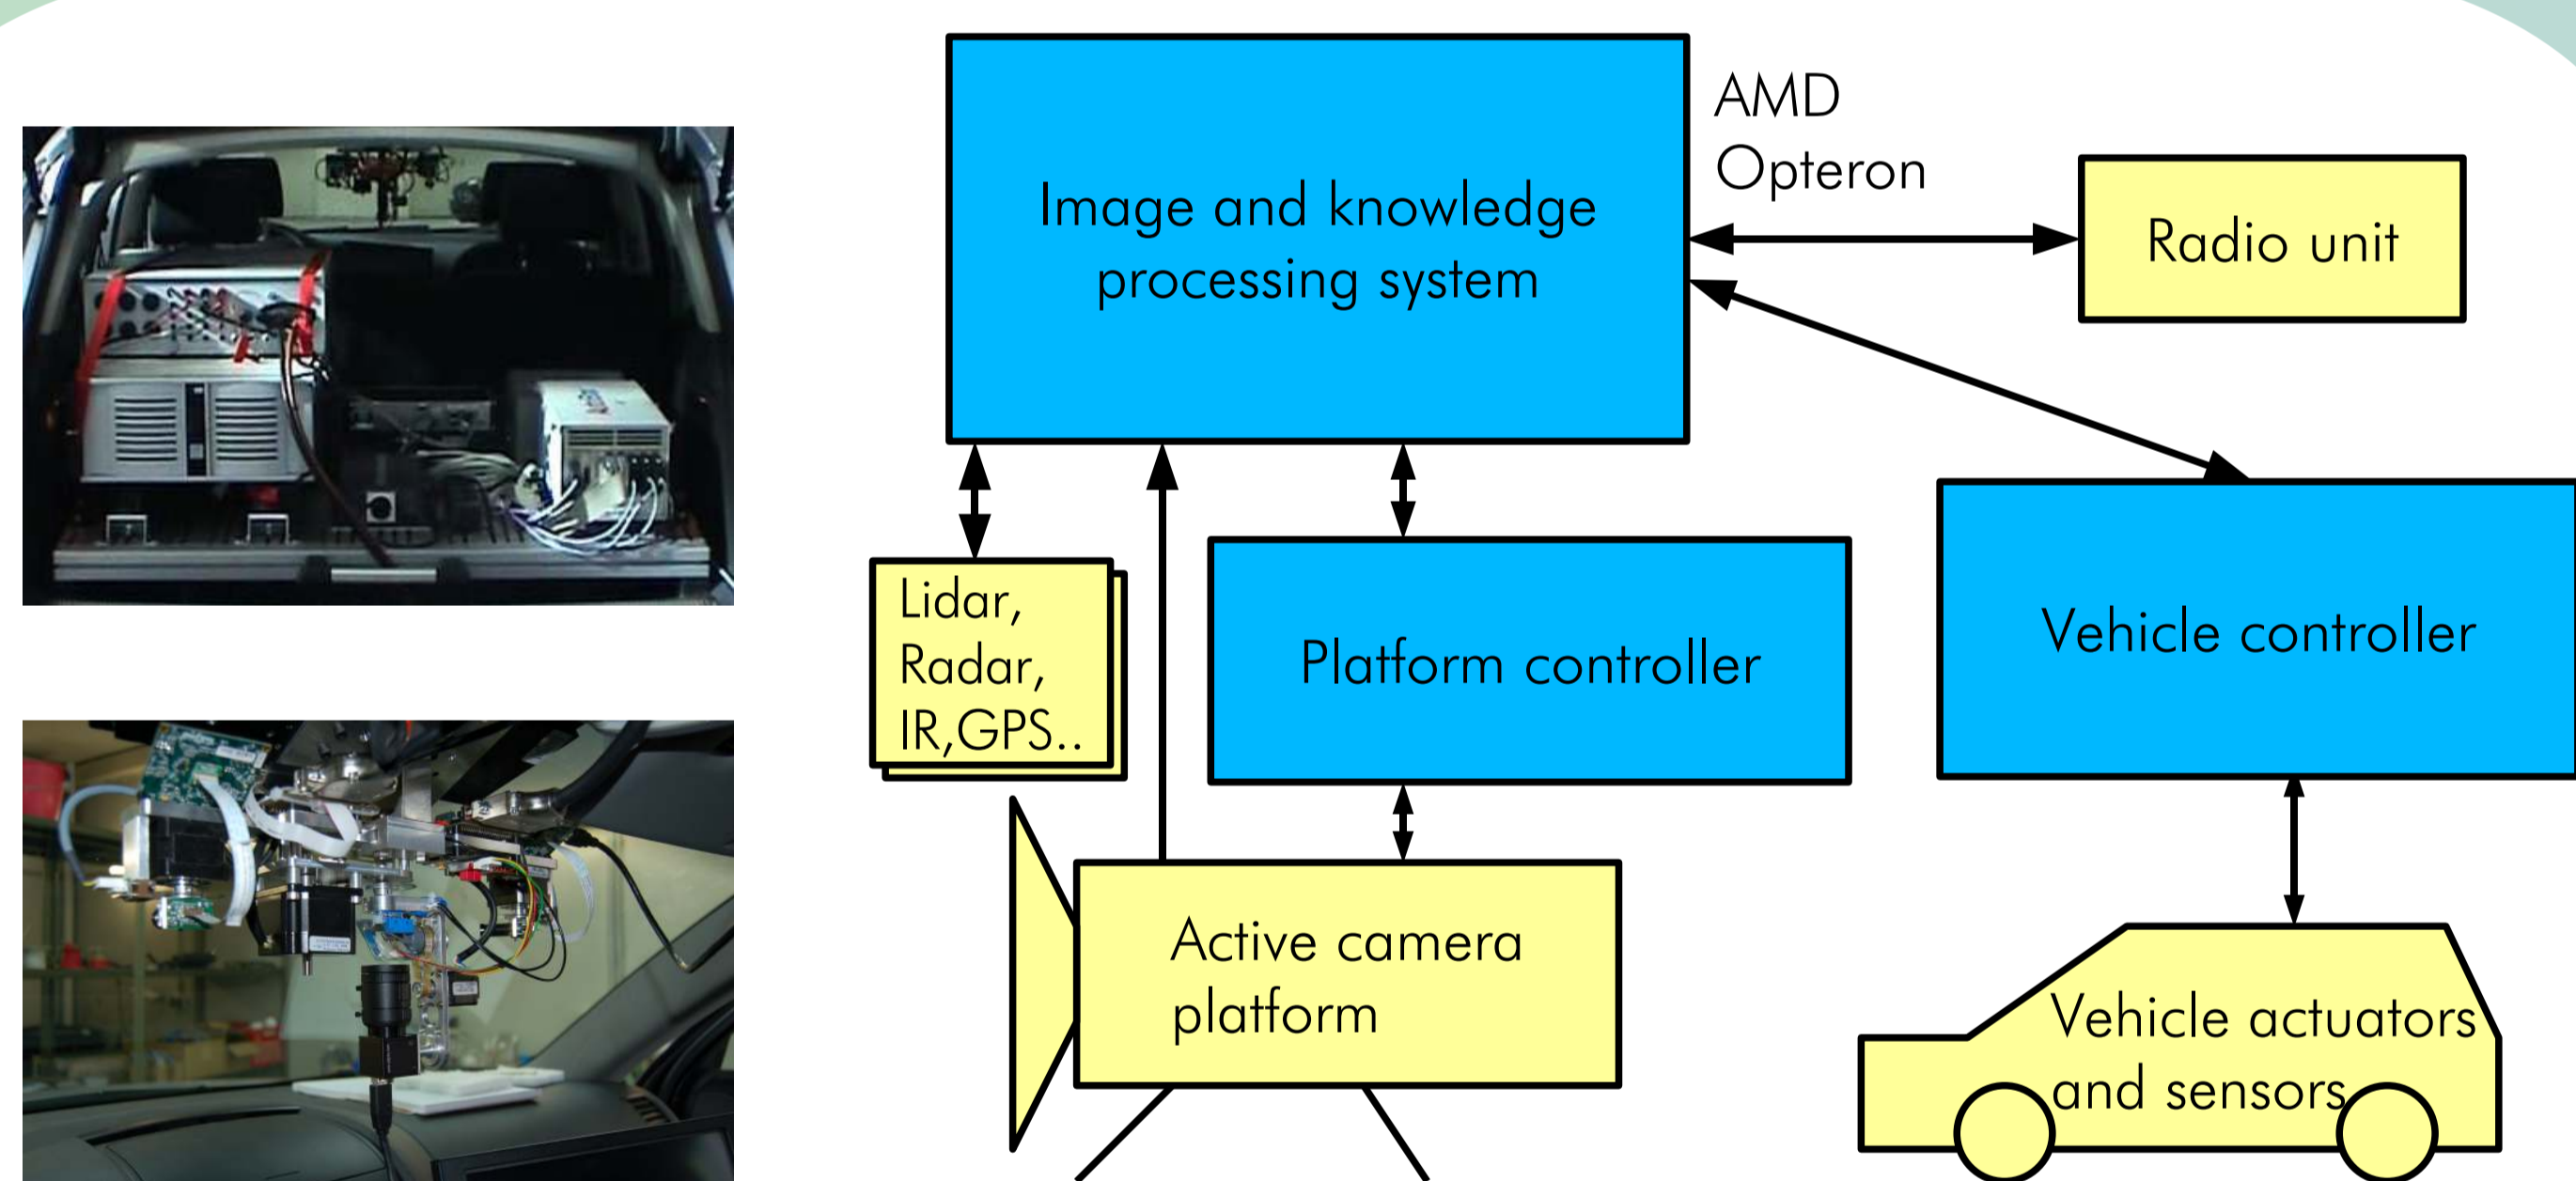 Image and knowledge
processing system
AMD
Opteron
Radio unit
Lidar,
Radar,
IR,GPS..
Platform controller
Vehicle controller
Active camera
platform
Vehicle actuators
and sensors